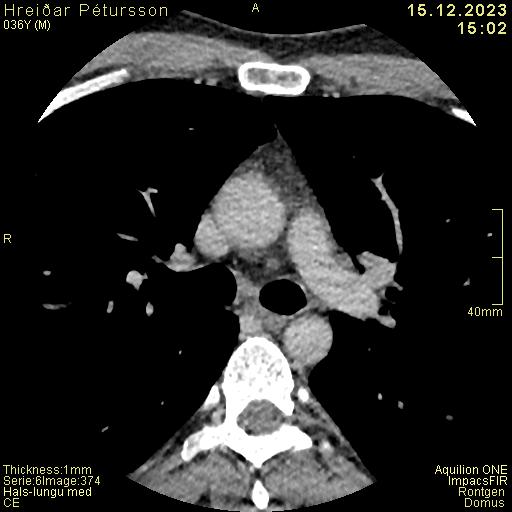 Hreiðar Pétursson
036Y (M)
A
15.12.2023
15:02
R
40mm
Thickness:1mm
Serie:6Image:374
Hals-lungu med
CE
Aquilion ONE
ImpacsFIR
Rontgen
Domus